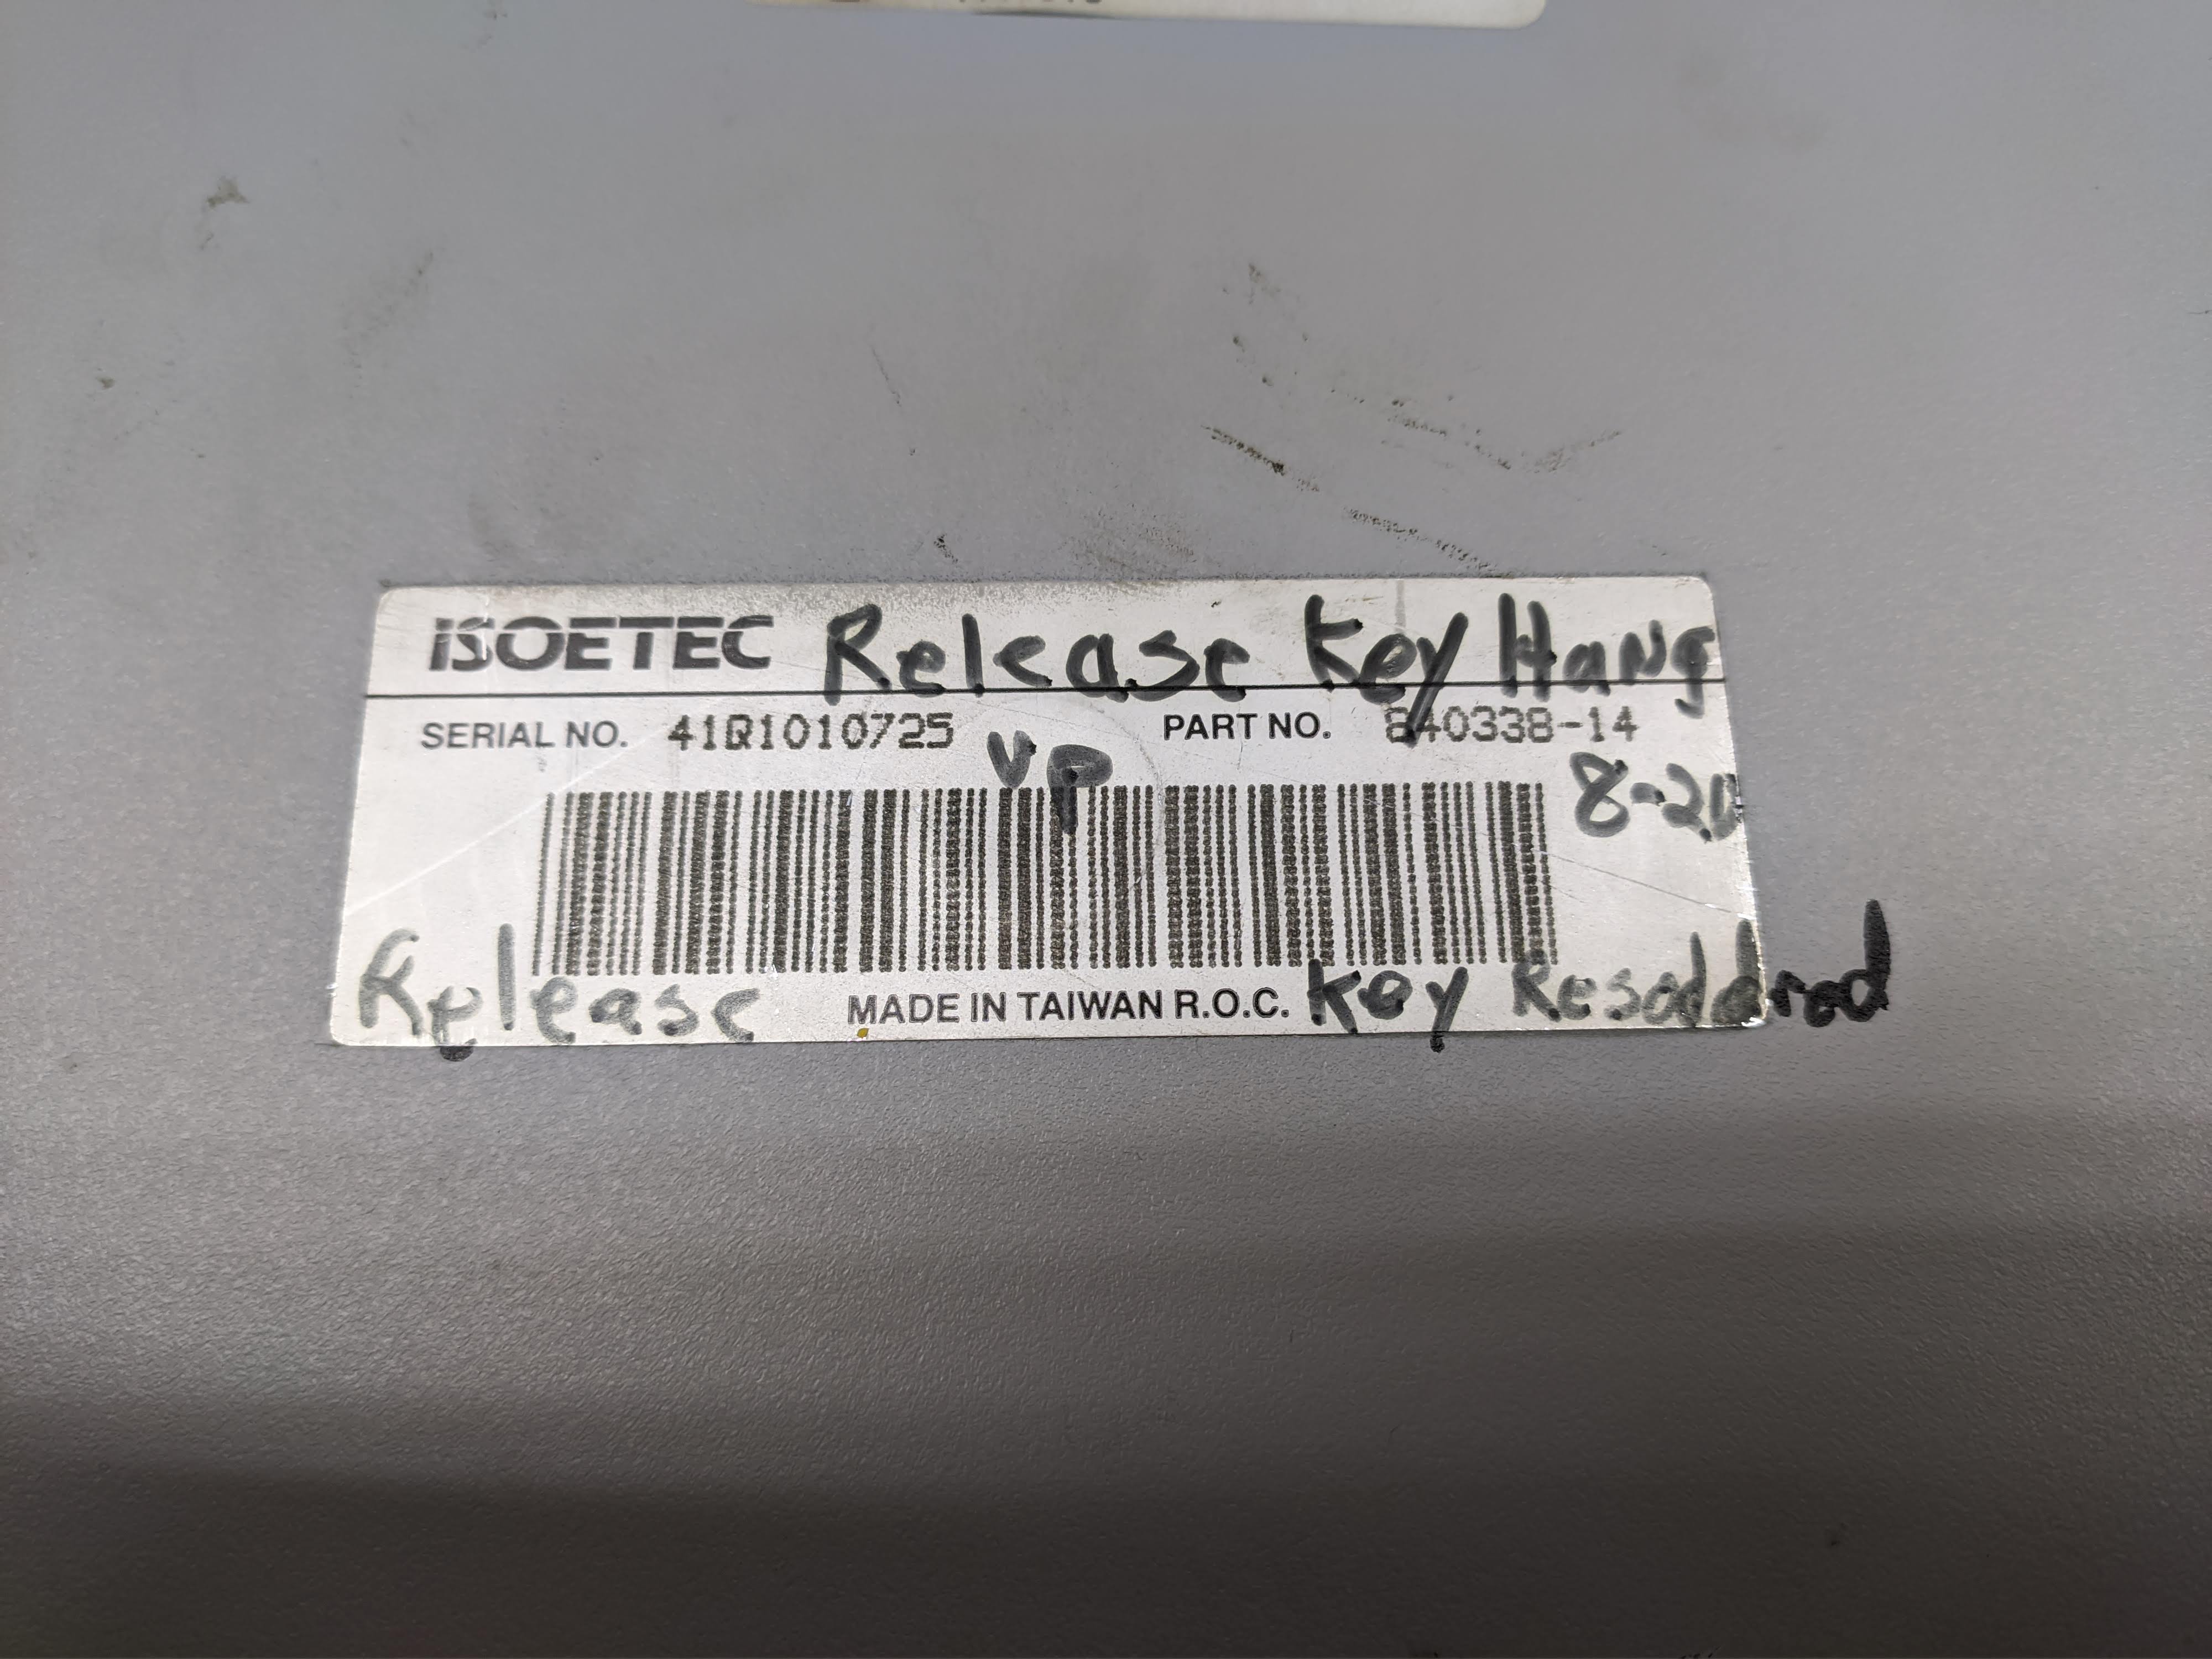 ISOETEC Release Key Hang
SERIAL NO. 41Q1010725 PART NO. 840338-14
up 8-20
Release Key Resoddered
MADE IN TAIWAN R.O.C.